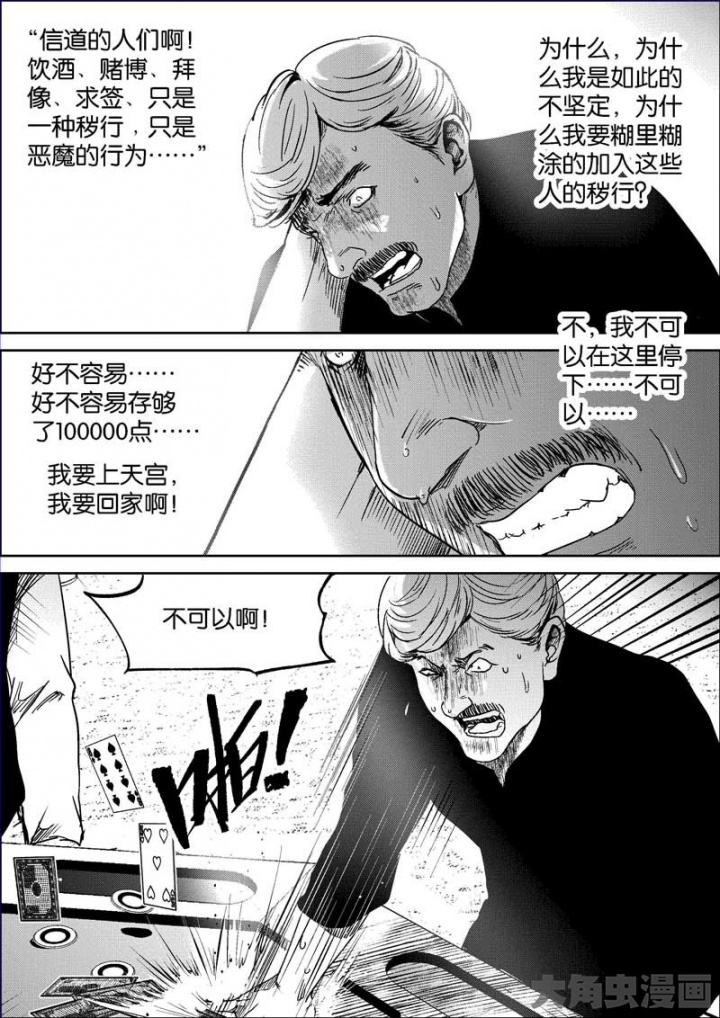 “信道的人们啊！
饮酒、赌博、拜
像、求签、只是
一种秽行，只是
恶魔的行为……”
为什么，为什
么我是如此的
不坚定，为什
么我要糊里糊
涂的加入这些
人的秽行？
不，我不可
以在这里停
下……不可
以……
好不容易……
好不容易存够
了100000点……
我要上天宫，
我要回家啊！
不可以啊！
啪！
大角虫漫画